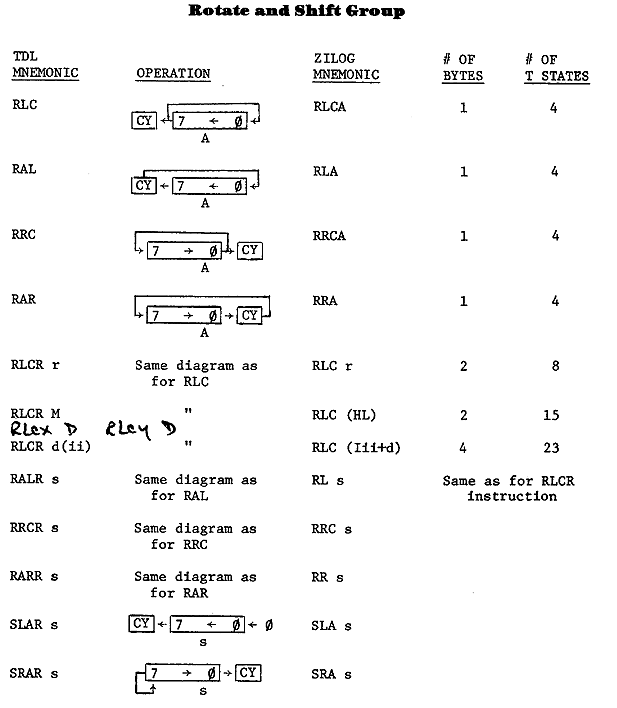 Rotate and Shift Group
TDL ZILOG # OF # OF
MNEMONIC OPERATION MNEMONIC BYTES T STATES
RLC RLCA 1 4
CY ← 7 ← Ø
A
RAL RLA 1 4
CY ← 7 ← Ø
A
RRC RRCA 1 4
7 → Ø CY
A
RAR RRA 1 4
7 → Ø → CY
A
RLCR r Same diagram as RLC r 2 8
for RLC
RLCR M " RLC (HL) 2 15
Rlcx D Rlcy D
RLCR d(ii) " RLC (Iii+d) 4 23
RALR s Same diagram as RL s Same as for RLCR
for RAL instruction
RRCR s Same diagram as RRC s
for RRC
RARR s Same diagram as RR s
for RAR
SLAR s CY ← 7 ← Ø ← Ø SLA s
s
SRAR s 7 → Ø → CY SRA s
s